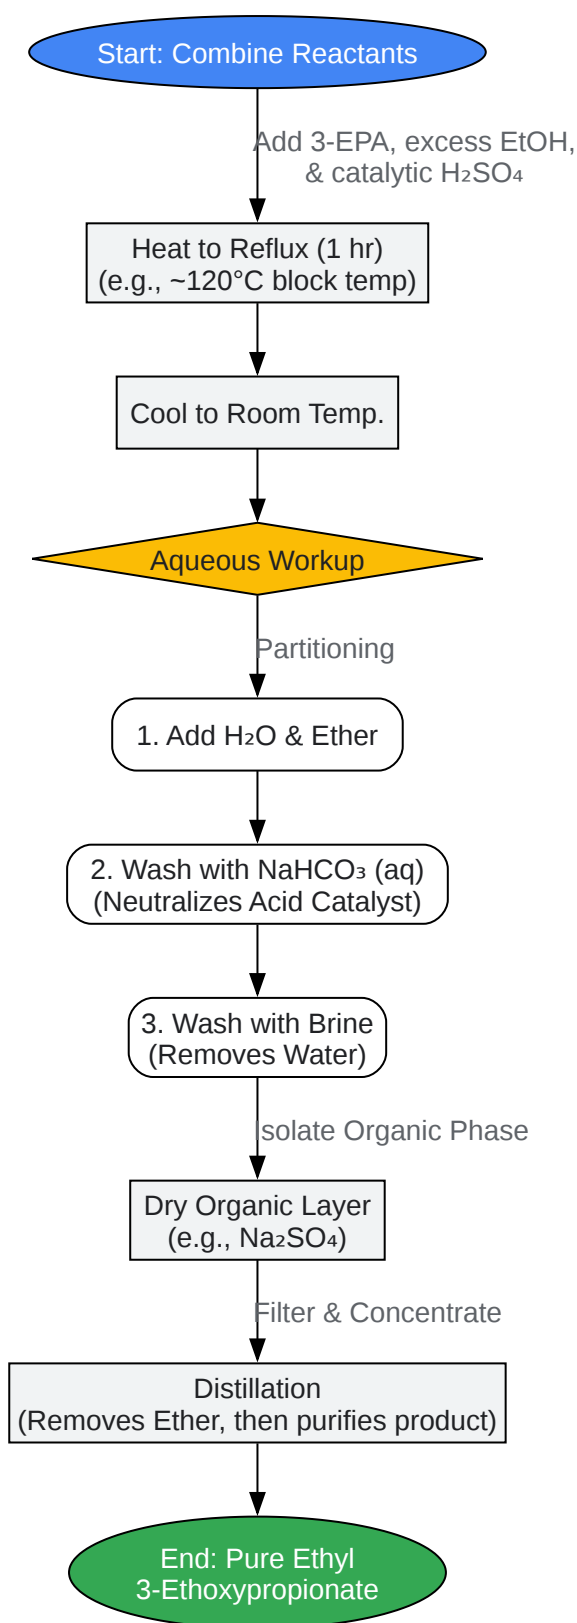 Start: Combine Reactants
Add 3-EPA, excess EtOH,
& catalytic H₂SO₄
Heat to Reflux (1 hr)
(e.g., ~120°C block temp)
Cool to Room Temp.
Aqueous Workup
Partitioning
1. Add H₂O & Ether
2. Wash with NaHCO₃ (aq)
(Neutralizes Acid Catalyst)
3. Wash with Brine
(Removes Water)
Isolate Organic Phase
Dry Organic Layer
(e.g., Na₂SO₄)
Filter & Concentrate
Distillation
(Removes Ether, then purifies product)
End: Pure Ethyl
3-Ethoxypropionate